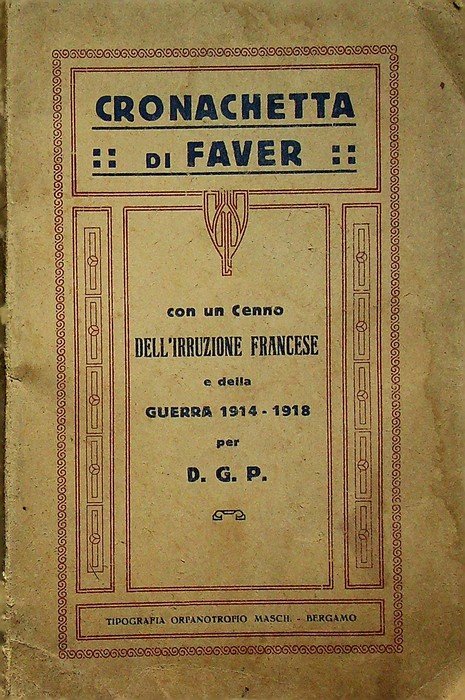 CRONACHETTA
:: DI FAVER ::
con un Cenno
DELL'IRRUZIONE FRANCESE
e della
GUERRA 1914 - 1918
per
D. G. P.
TIPOGRAFIA ORFANOTROFIO MASCH. - BERGAMO